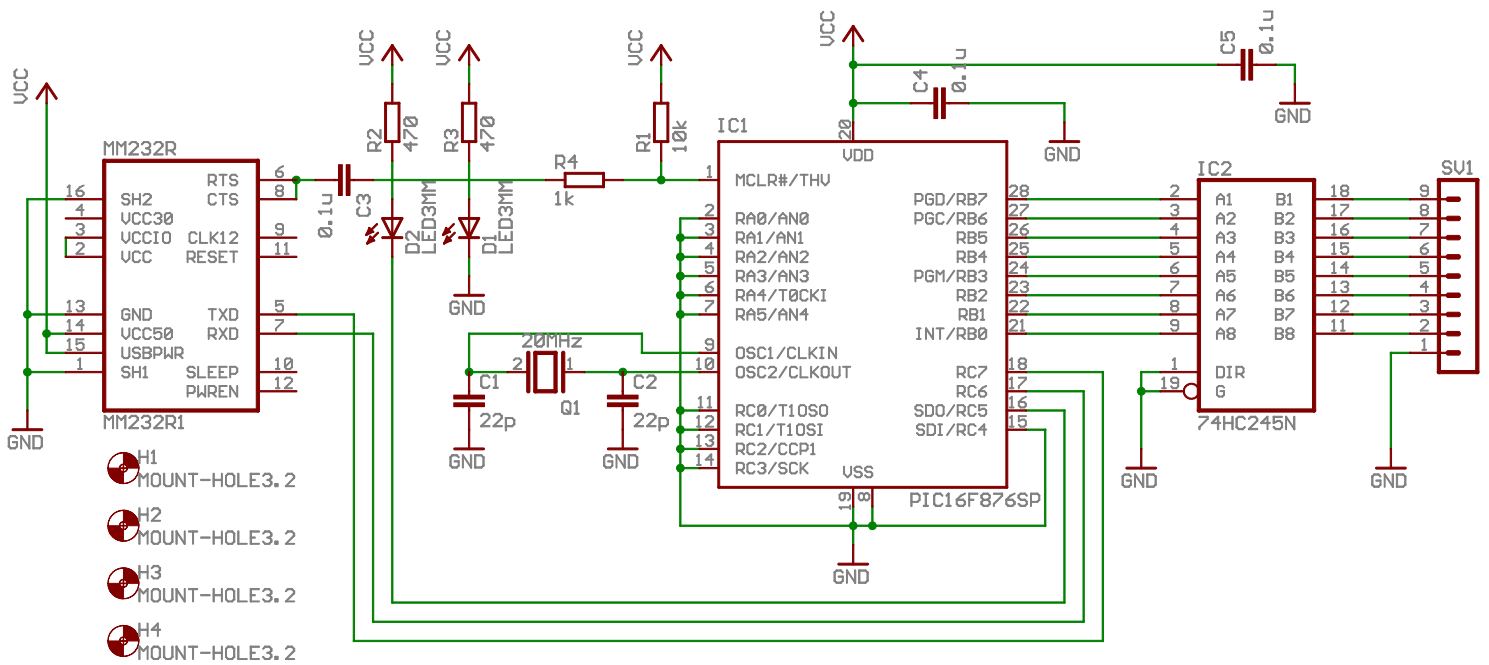 VCC
MM232R
RTS 6
CTS 8
16 SH2
4 VCC30
3 VCCIO
CLK12 9
2 VCC
RESET 11
13 GND
TXD 5
14 VCC50
RXD 7
15 USBPWR
1 SH1
SLEEP 10
PWREN 12
MM232R1
GND
H1
MOUNT-HOLE3.2
H2
MOUNT-HOLE3.2
H3
MOUNT-HOLE3.2
H4
MOUNT-HOLE3.2
C3
0.1u
VCC
R2
470
D2
LED3MM
VCC
R3
470
D1
LED3MM
GND
VCC
R1
10k
R4
1k
20MHz
2
1
Q1
C1
22p
GND
C2
22p
GND
VCC
C4
0.1u
GND
C5
0.1u
GND
IC1
20
VDD
1 MCLR#/THV
2 RA0/AN0
3 RA1/AN1
4 RA2/AN2
5 RA3/AN3
6 RA4/T0CKI
7 RA5/AN4
9 OSC1/CLKIN
10 OSC2/CLKOUT
11 RC0/T1OSO
12 RC1/T1OSI
13 RC2/CCP1
14 RC3/SCK
PGD/RB7 28
PGC/RB6 27
RB5 26
RB4 25
PGM/RB3 24
RB2 23
RB1 22
INT/RB0 21
RC7 18
RC6 17
SDO/RC5 16
SDI/RC4 15
VSS
19
8
PIC16F876SP
GND
IC2
2 A1 B1 18
3 A2 B2 17
4 A3 B3 16
5 A4 B4 15
6 A5 B5 14
7 A6 B6 13
8 A7 B7 12
9 A8 B8 11
1 DIR
19 G
74HC245N
GND
SV1
9
8
7
6
5
4
3
2
1
GND